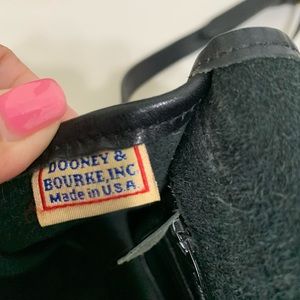 DOONEY &
BOURKE, INC.
Made in U.S.A.